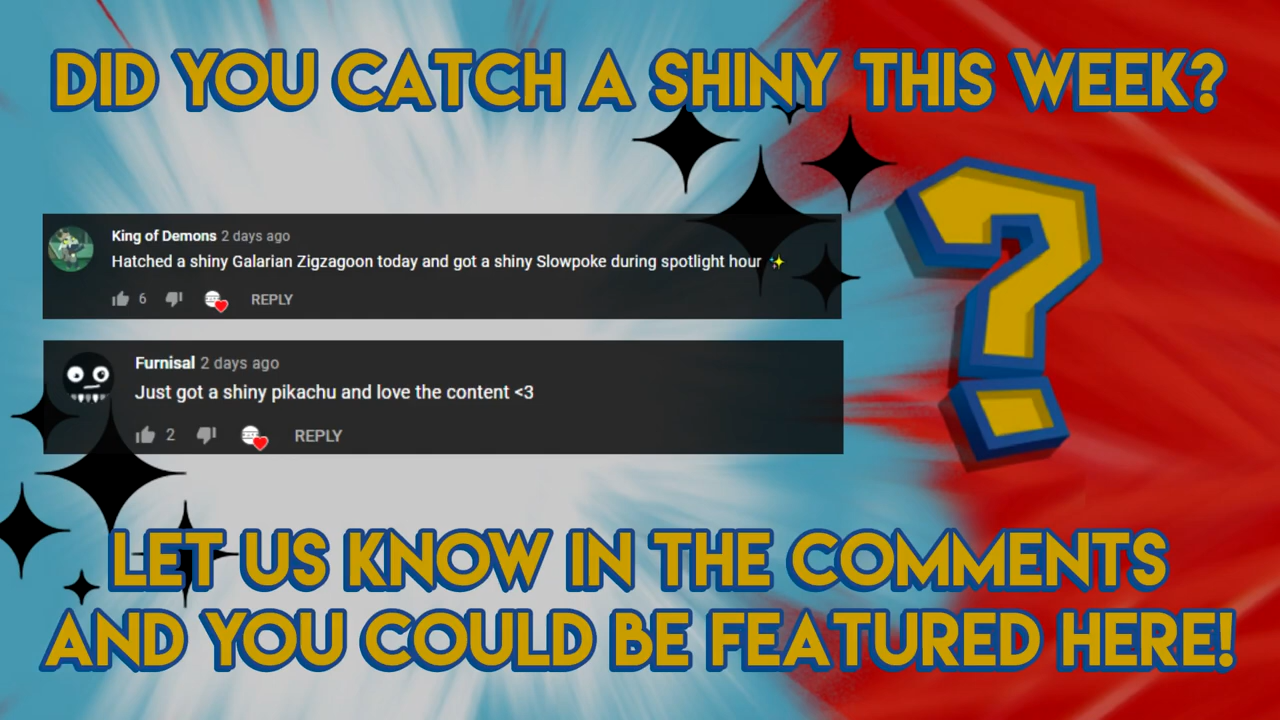 DID YOU CATCH A SHINY THIS WEEK?
King of Demons 2 days ago
Hatched a shiny Galarian Zigzagoon today and got a shiny Slowpoke during spotlight hour ✨
6 REPLY
Furnisal 2 days ago
Just got a shiny pikachu and love the content <3
2 REPLY
?
LET US KNOW IN THE COMMENTS
AND YOU COULD BE FEATURED HERE!